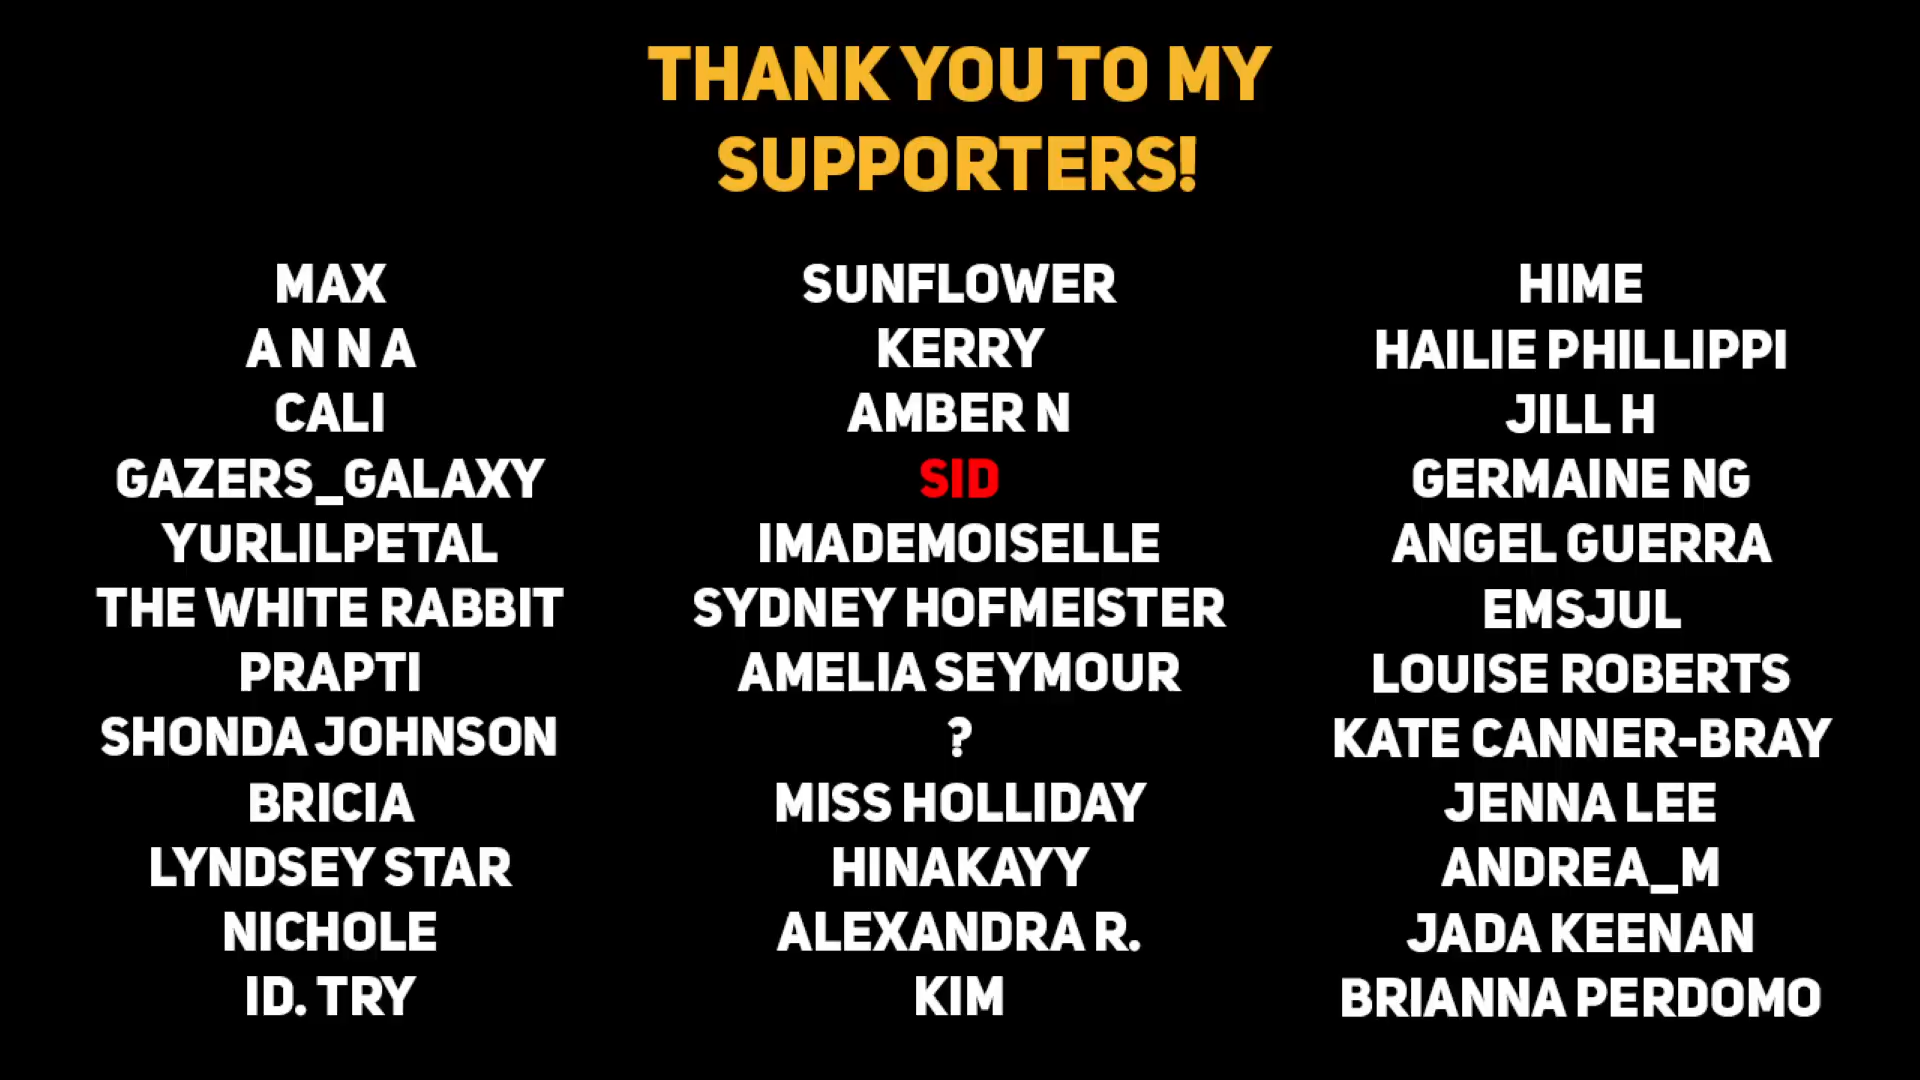 THANK YOU TO MY
SUPPORTERS!
MAX
A N N A
CALI
GAZERS_GALAXY
YURLILPETAL
THE WHITE RABBIT
PRAPTI
SHONDA JOHNSON
BRICIA
LYNDSEY STAR
NICHOLE
ID. TRY
SUNFLOWER
KERRY
AMBER N
SID
IMADEMOISELLE
SYDNEY HOFMEISTER
AMELIA SEYMOUR
?
MISS HOLLIDAY
HINAKAYY
ALEXANDRA R.
KIM
HIME
HAILIE PHILLIPPI
JILL H
GERMAINE NG
ANGEL GUERRA
EMSJUL
LOUISE ROBERTS
KATE CANNER-BRAY
JENNA LEE
ANDREA_M
JADA KEENAN
BRIANNA PERDOMO